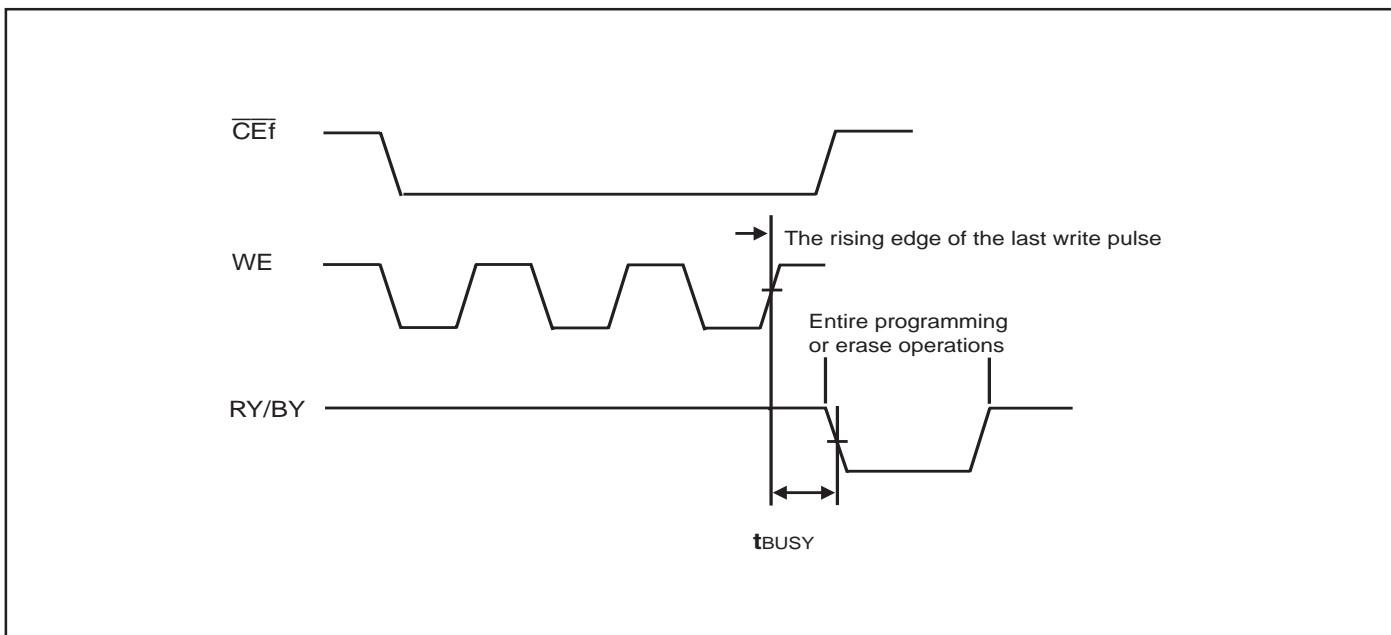 CEf
The rising edge of the last write pulse
WE
Entire programming
or erase operations
RY/BY
tBUSY